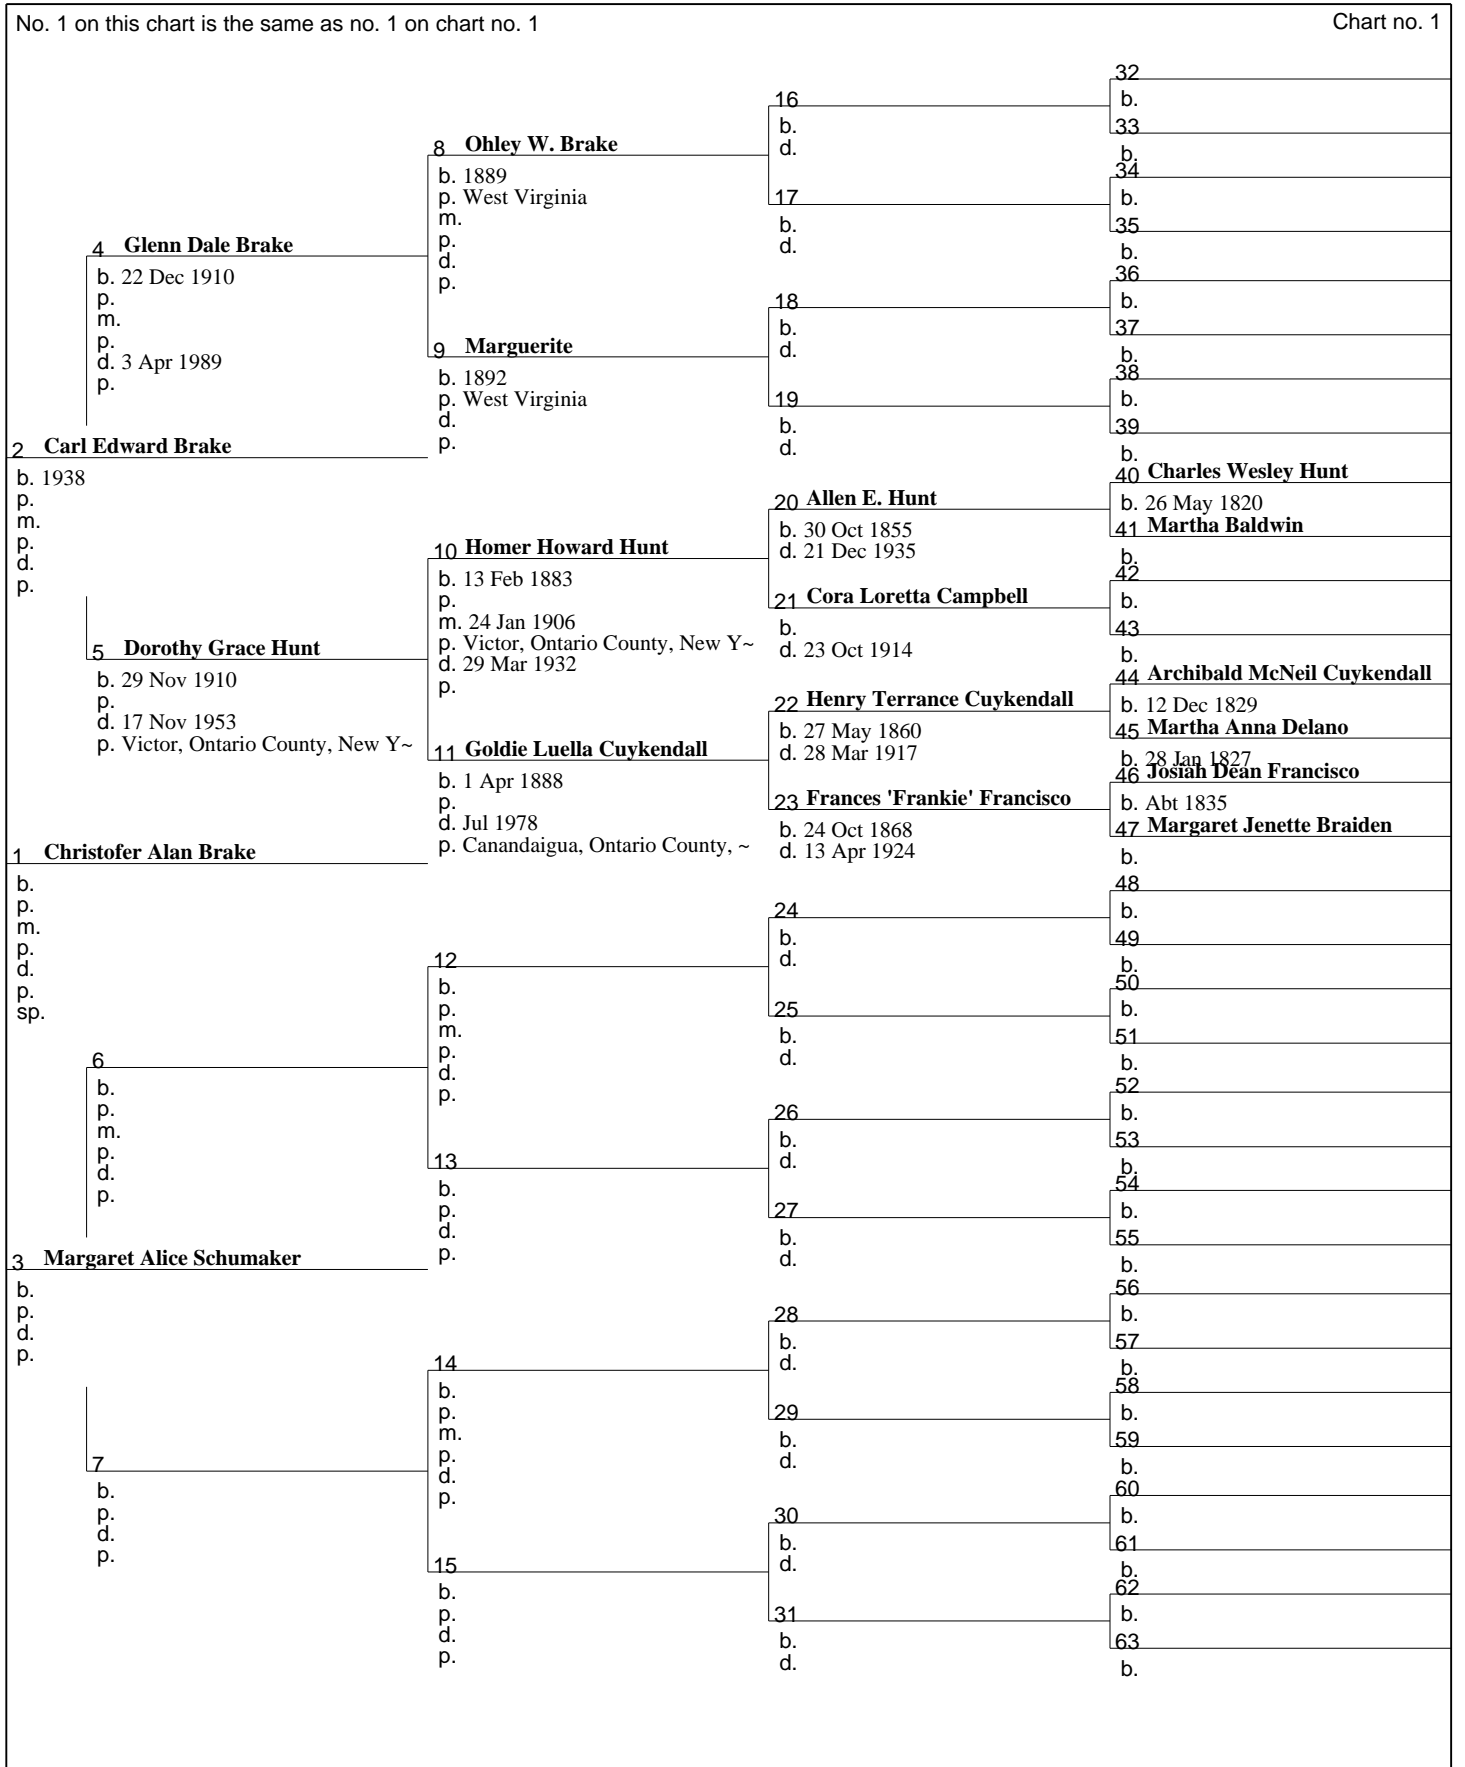 No. 1 on this chart is the same as no. 1 on chart no. 1
Chart no. 1
1 Christofer Alan Brake
b.
p.
m.
p.
d.
p.
sp.
2 Carl Edward Brake
b. 1938
p.
m.
p.
d.
p.
3 Margaret Alice Schumaker
b.
p.
d.
p.
4 Glenn Dale Brake
b. 22 Dec 1910
p.
m.
p.
d. 3 Apr 1989
p.
5 Dorothy Grace Hunt
b. 29 Nov 1910
p.
d. 17 Nov 1953
p. Victor, Ontario County, New Y~
6
b.
p.
m.
p.
d.
p.
7
b.
p.
d.
p.
8 Ohley W. Brake
b. 1889
p. West Virginia
m.
p.
d.
p.
9 Marguerite
b. 1892
p. West Virginia
d.
p.
10 Homer Howard Hunt
b. 13 Feb 1883
p.
m. 24 Jan 1906
p. Victor, Ontario County, New Y~
d. 29 Mar 1932
p.
11 Goldie Luella Cuykendall
b. 1 Apr 1888
p.
d. Jul 1978
p. Canandaigua, Ontario County, ~
12
b.
p.
m.
p.
d.
p.
13
b.
p.
d.
p.
14
b.
p.
m.
p.
d.
p.
15
b.
p.
d.
p.
16
b.
d.
17
b.
d.
18
b.
d.
19
b.
d.
20 Allen E. Hunt
b. 30 Oct 1855
d. 21 Dec 1935
21 Cora Loretta Campbell
b.
d. 23 Oct 1914
22 Henry Terrance Cuykendall
b. 27 May 1860
d. 28 Mar 1917
23 Frances 'Frankie' Francisco
b. 24 Oct 1868
d. 13 Apr 1924
24
b.
d.
25
b.
d.
26
b.
d.
27
b.
d.
28
b.
d.
29
b.
d.
30
b.
d.
31
b.
d.
32
b.
33
b.
34
b.
35
b.
36
b.
37
b.
38
b.
39
b.
40 Charles Wesley Hunt
b. 26 May 1820
41 Martha Baldwin
b.
42
b.
43
b.
44 Archibald McNeil Cuykendall
b. 12 Dec 1829
45 Martha Anna Delano
b. 28 Jan 1827
46 Josiah Dean Francisco
b. Abt 1835
47 Margaret Jenette Braiden
b.
48
b.
49
b.
50
b.
51
b.
52
b.
53
b.
54
b.
55
b.
56
b.
57
b.
58
b.
59
b.
60
b.
61
b.
62
b.
63
b.